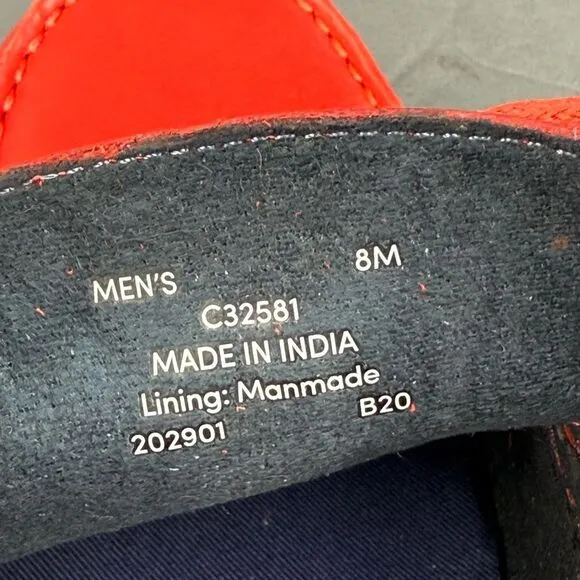 MEN'S 8M
C32581
MADE IN INDIA
Lining: Manmade
202901 B20